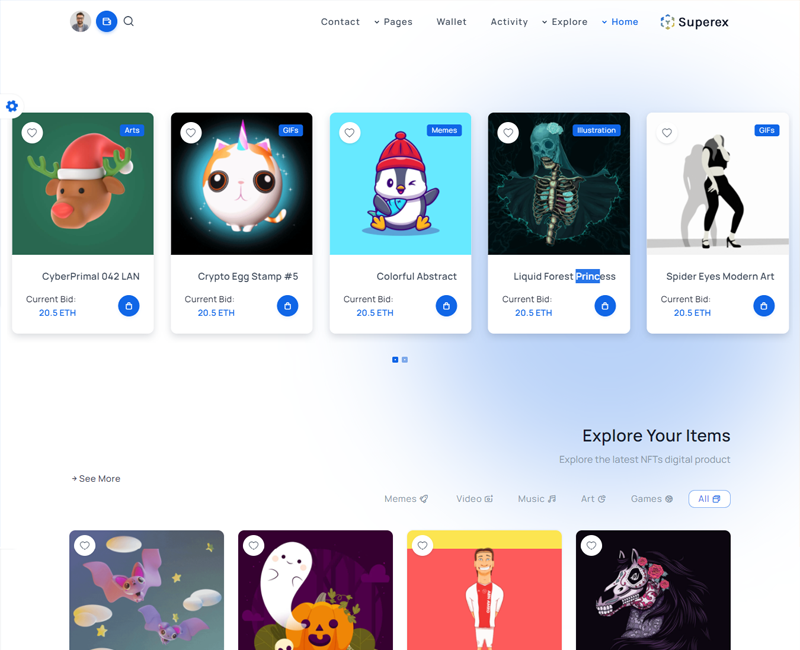 Superex
Home
Explore
Activity
Wallet
Pages
Contact
Arts
GIFs
Memes
Illustration
GIFs
CyberPrimal 042 LAN
Current Bid:
20.5 ETH
Crypto Egg Stamp #5
Current Bid:
20.5 ETH
Colorful Abstract
Current Bid:
20.5 ETH
Liquid Forest Princess
Current Bid:
20.5 ETH
Spider Eyes Modern Art
Current Bid:
20.5 ETH
Explore Your Items
Explore the latest NFTs digital product
See More
All
Games
Art
Music
Video
Memes